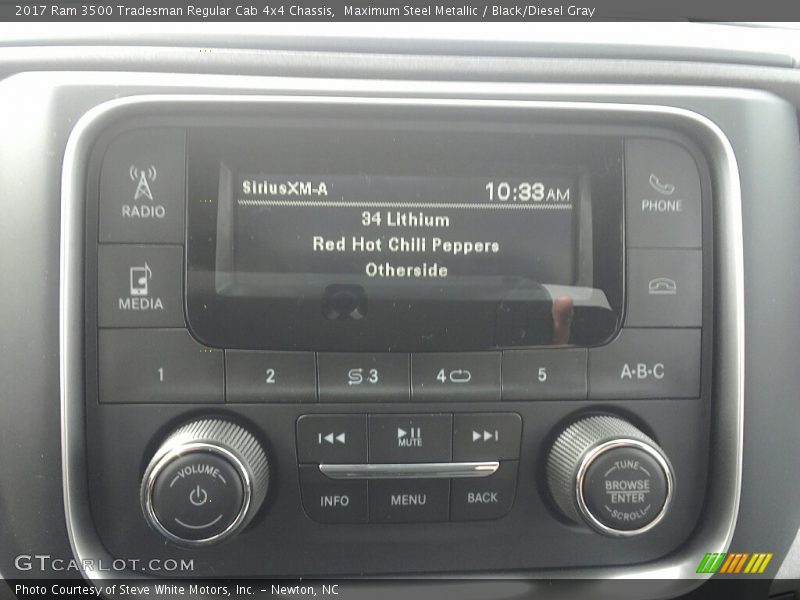 2017 Ram 3500 Tradesman Regular Cab 4x4 Chassis, Maximum Steel Metallic / Black/Diesel Gray
RADIO
SiriusXM-A 10:33AM
PHONE
34 Lithium
Red Hot Chili Peppers
Otherside
MEDIA
1 2 3 4 5 A·B·C
MUTE
VOLUME
INFO MENU BACK
TUNE
BROWSE
ENTER
SCROLL
GTCARLOT.COM
Photo Courtesy of Steve White Motors, Inc. – Newton, NC